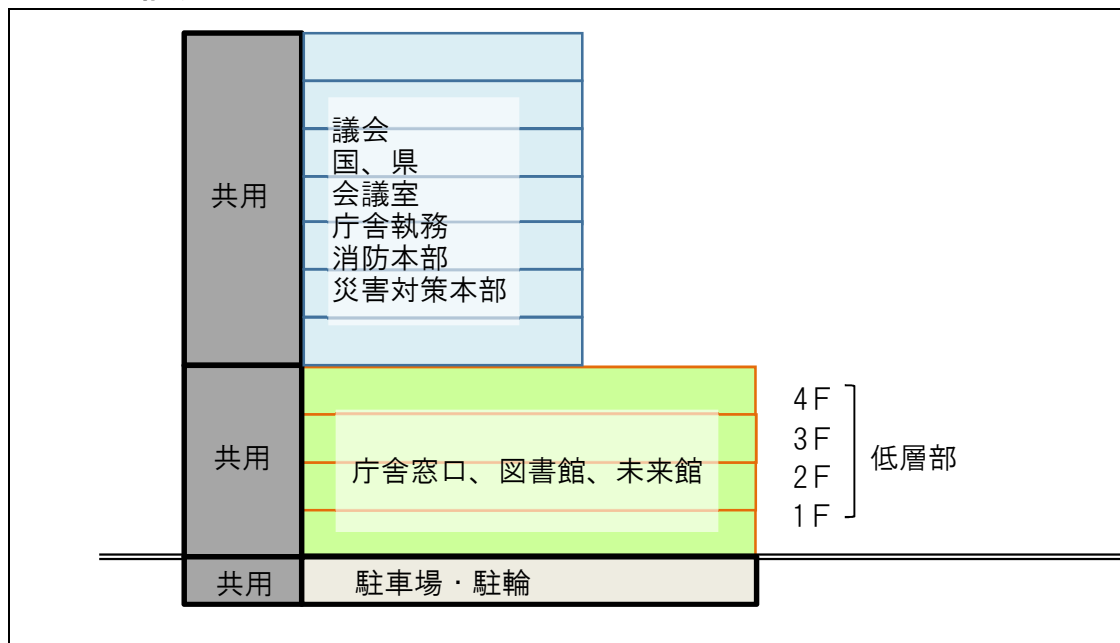 共用
議会
国、県
会議室
庁舎執務
消防本部
災害対策本部
共用
庁舎窓口、図書館、未来館
4F
3F
2F
1F
低層部
共用
駐車場・駐輪